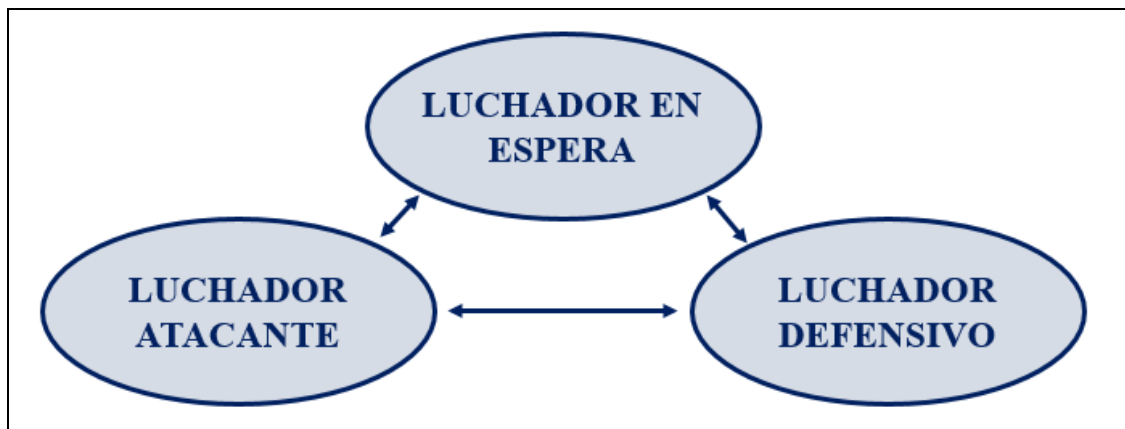 LUCHADOR EN
ESPERA
LUCHADOR
ATACANTE
LUCHADOR
DEFENSIVO